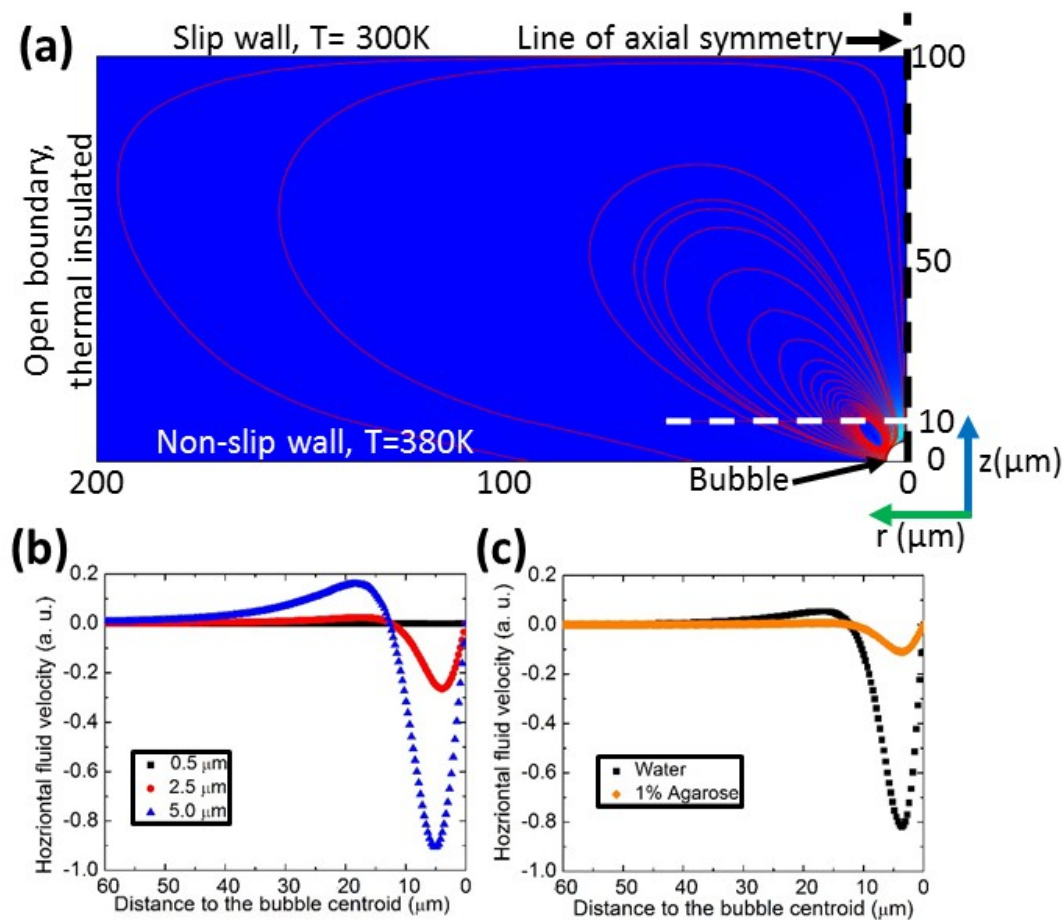 (a)
Slip wall, T= 300K
Line of axial symmetry
100
Open boundary,
thermal insulated
50
10
Non-slip wall, T=380K
0
z(μm)
200
100
Bubble
0
r (μm)
(b)
0.2
0.0
-0.2
-0.4
-0.6
-0.8
-1.0
Hozriontal fluid velocity (a. u.)
0.5 μm
2.5 μm
5.0 μm
60 50 40 30 20 10 0
Distance to the bubble centroid (μm)
(c)
0.2
0.0
-0.2
-0.4
-0.6
-0.8
-1.0
Hozriontal fluid velocity (a. u.)
Water
1% Agarose
60 50 40 30 20 10 0
Distance to the bubble centroid (μm)